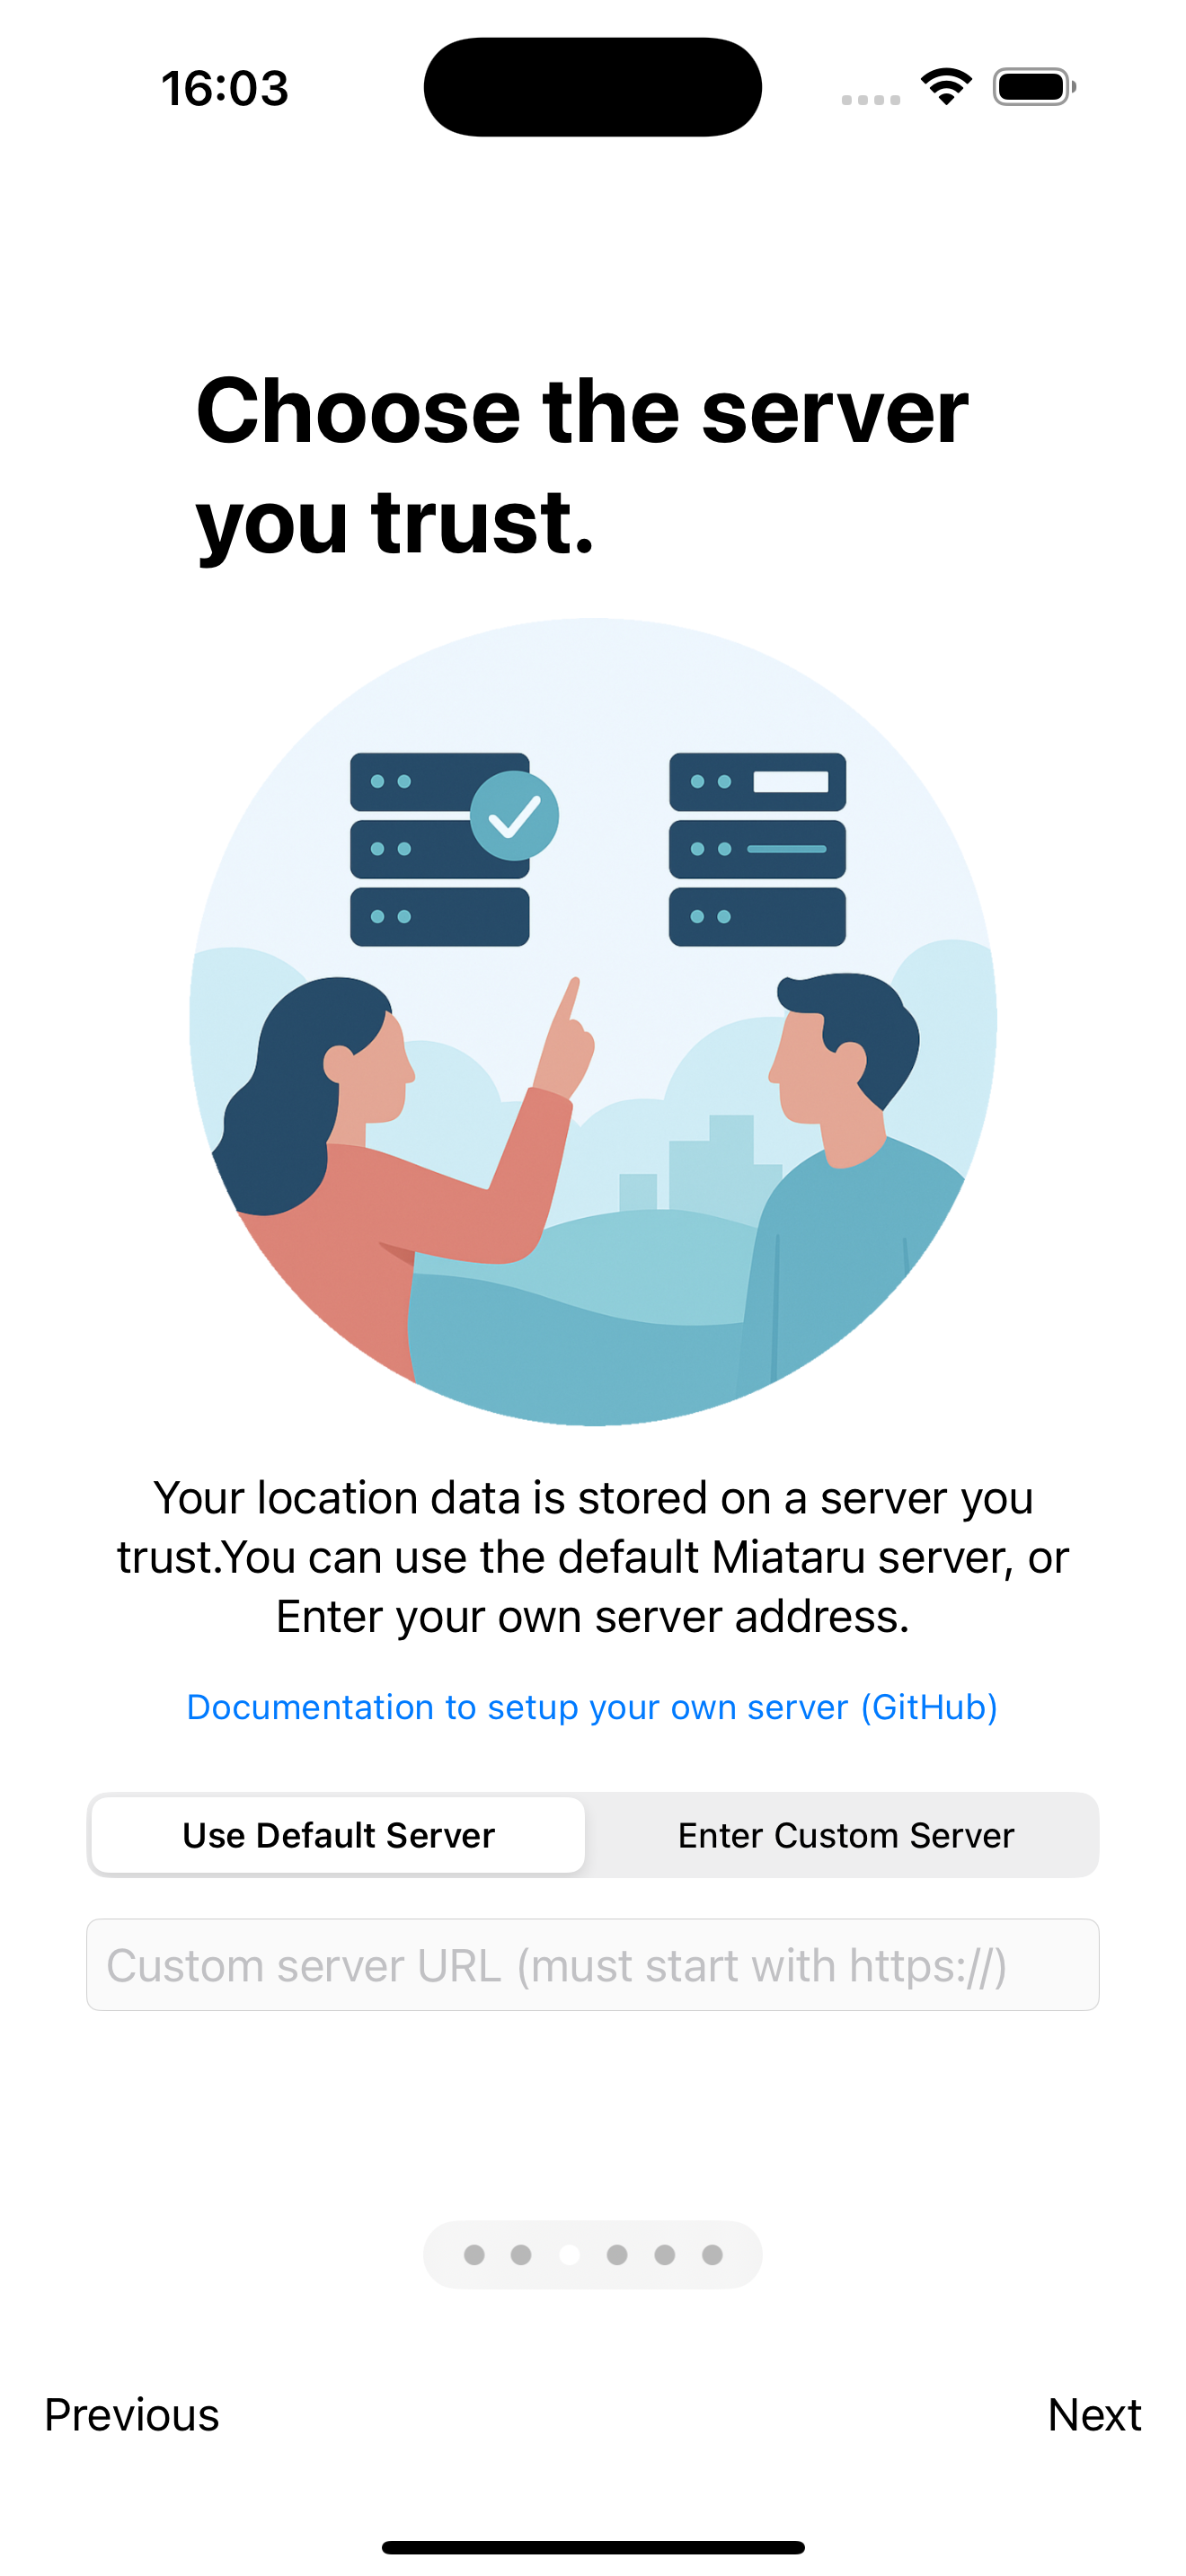 16:03
Choose the server
you trust.
Your location data is stored on a server you
trust.You can use the default Miataru server, or
Enter your own server address.
Documentation to setup your own server (GitHub)
Use Default Server
Enter Custom Server
Custom server URL (must start with https://)
Previous
Next